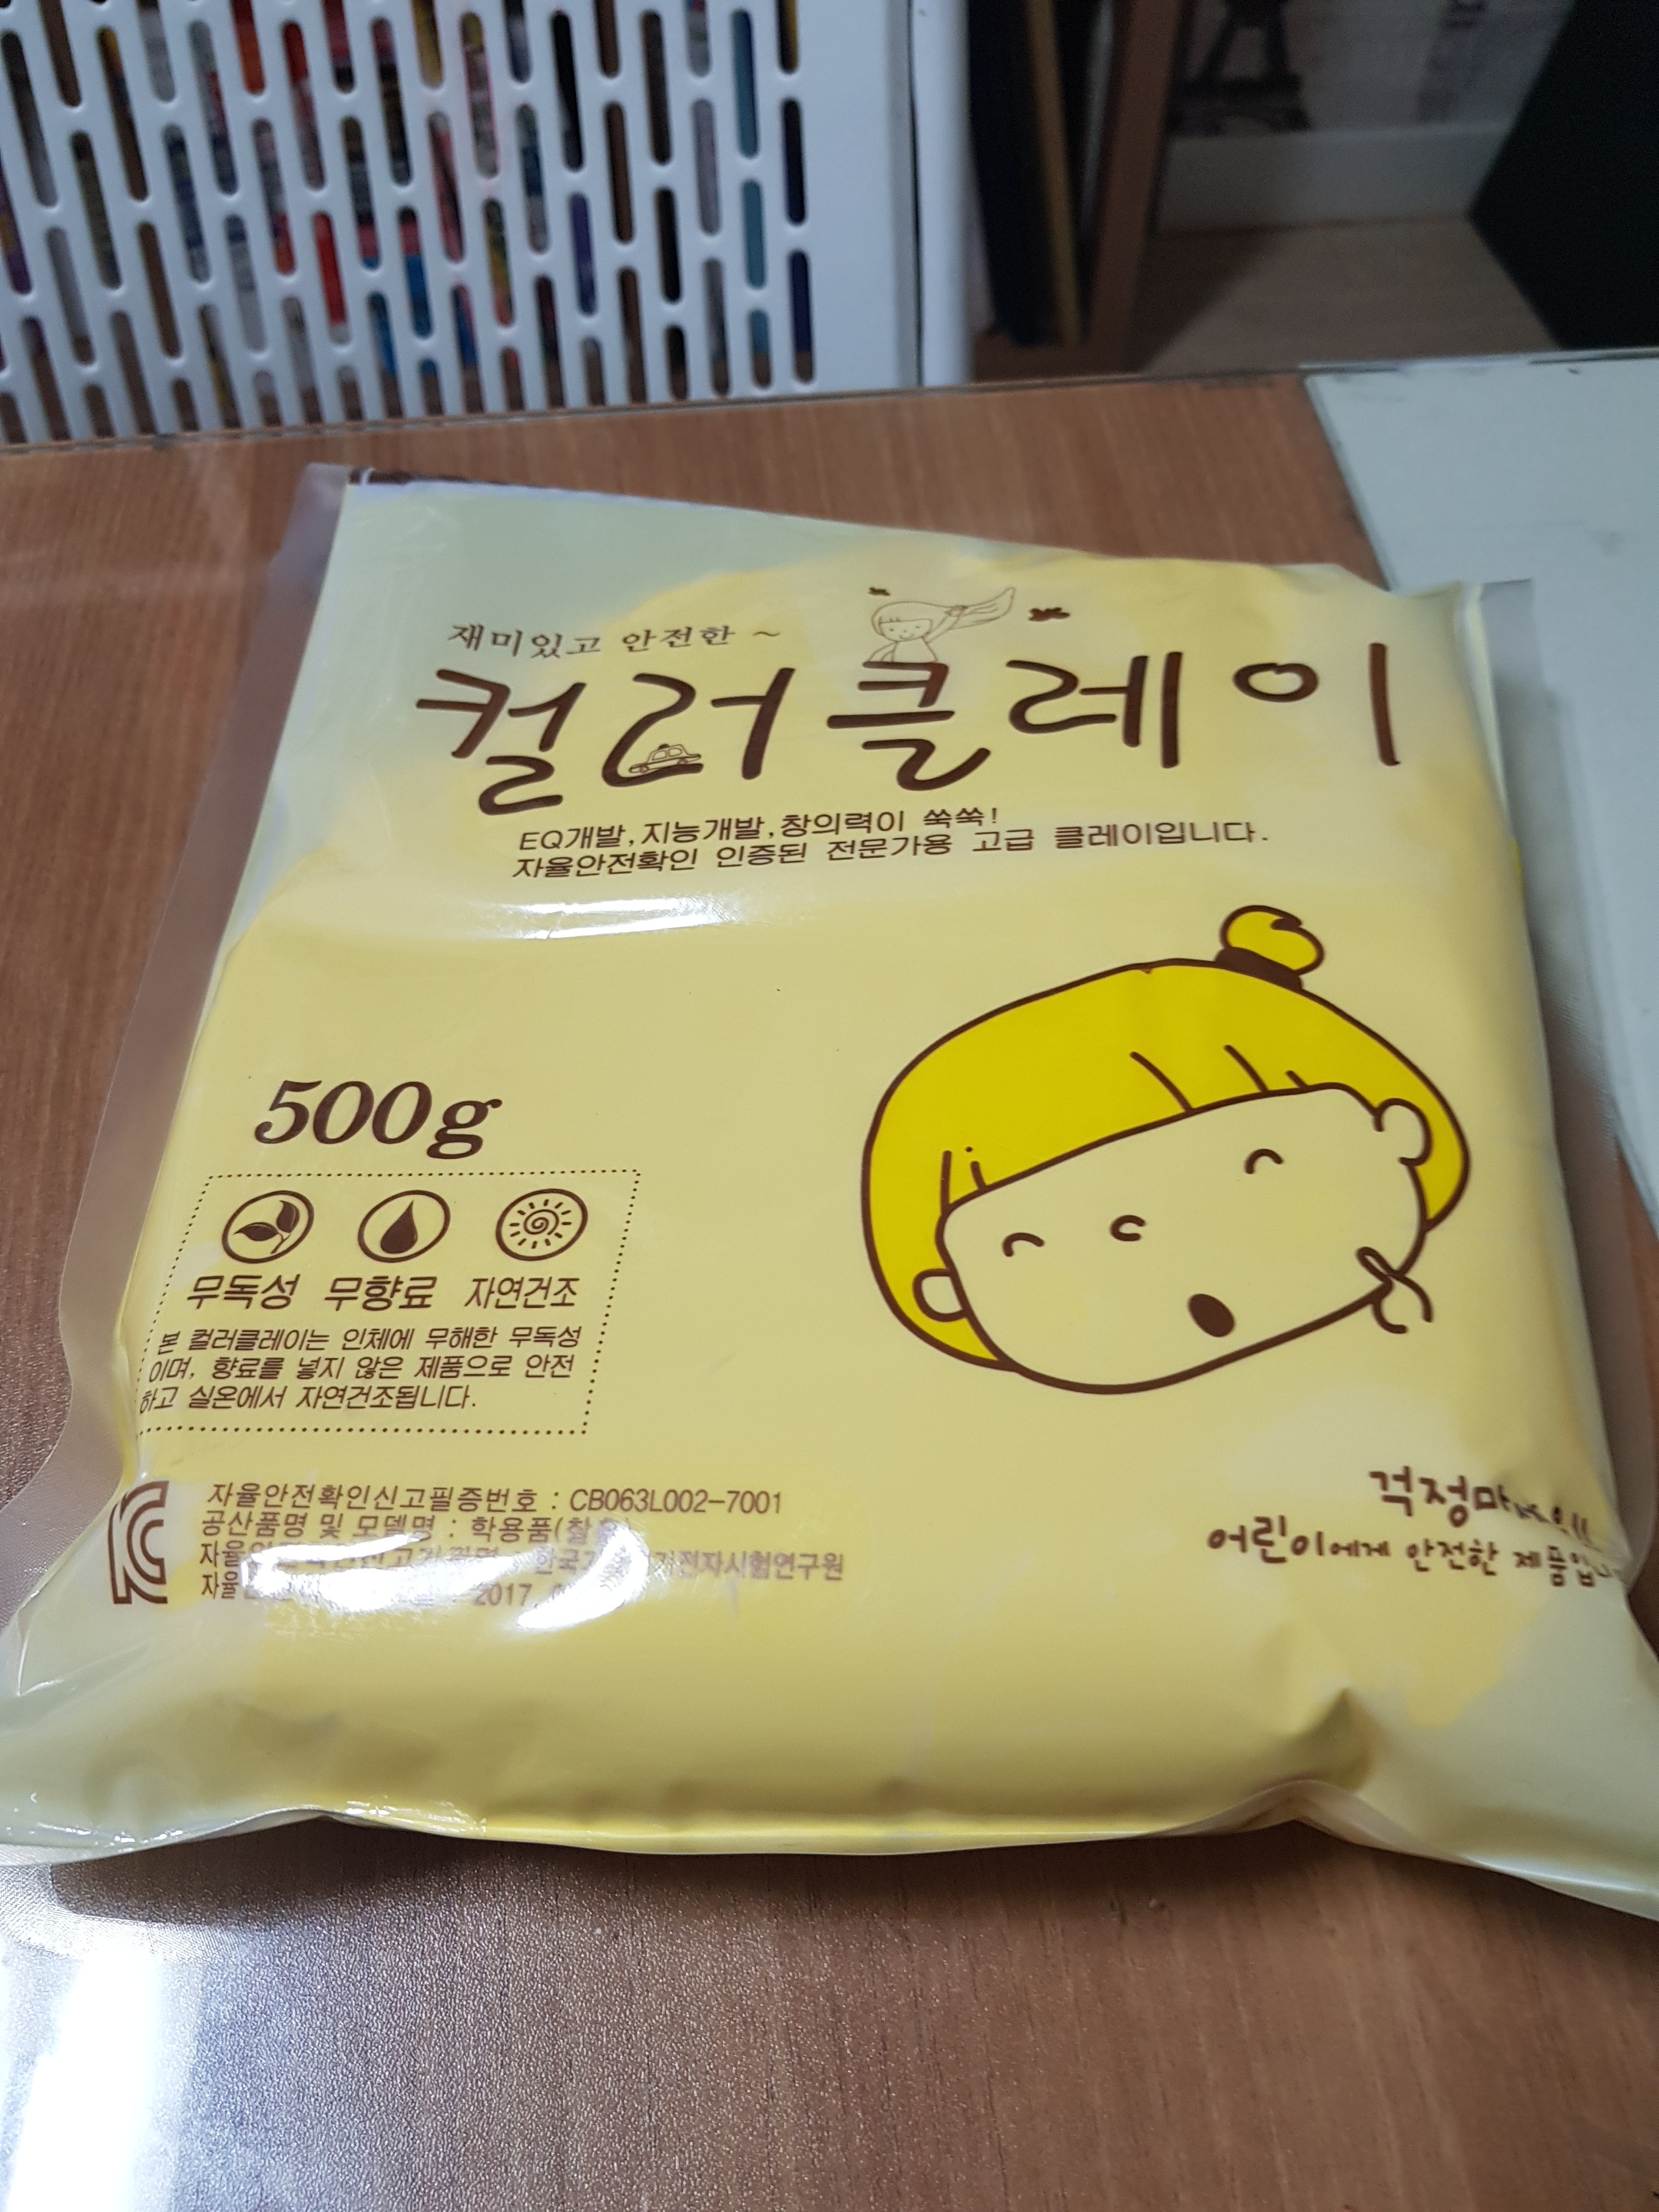 재미있고 안전한 ~
컬러클레이
EQ개발,지능개발,창의력이 쑥쑥!
자율안전확인 인증된 전문가용 고급 클레이입니다.
500g
무독성 무향료 자연건조
본 컬러클레이는 인체에 무해한 무독성
이며, 향료를 넣지 않은 제품으로 안전
하고 실온에서 자연건조됩니다.
자율안전확인신고필증번호 : CB063L002-7001
공산품명 및 모델명 : 학용품(찰
2017.
어린이에게 안전한